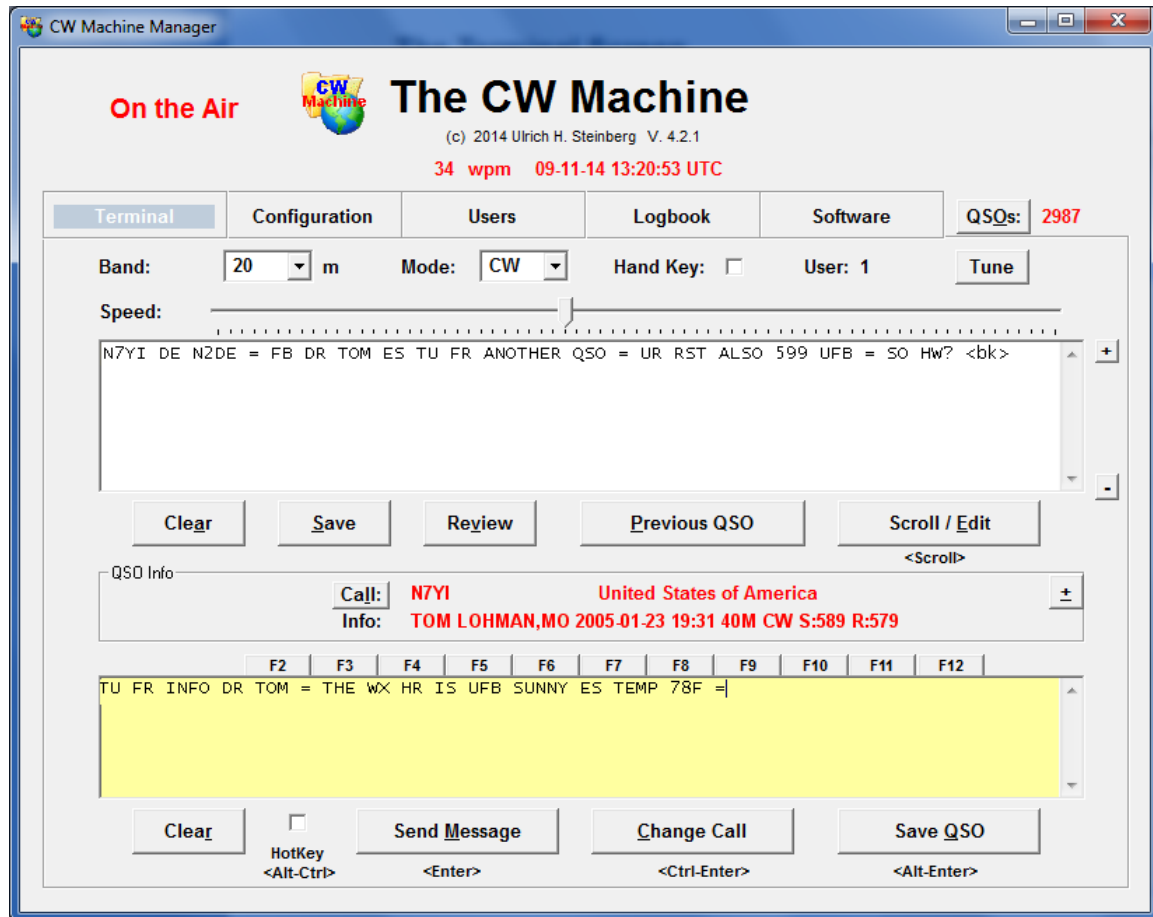 CW Machine Manager
On the Air
CW
Machine
The CW Machine
(c) 2014 Ulrich H. Steinberg V. 4.2.1
34 wpm 09-11-14 13:20:53 UTC
Terminal Configuration Users Logbook Software QSOs: 2987
Band: 20 m Mode: CW Hand Key: User: 1 Tune
Speed:
N7YI DE N2DE = FB DR TOM ES TU FR ANOTHER QSO = UR RST ALSO 599 UFB = SO HW? <bk>
+
-
Clear Save Review Previous QSO Scroll / Edit
<Scroll>
QSO Info
Call: N7YI United States of America ±
Info: TOM LOHMAN,MO 2005-01-23 19:31 40M CW S:589 R:579
F2 F3 F4 F5 F6 F7 F8 F9 F10 F11 F12
TU FR INFO DR TOM = THE WX HR IS UFB SUNNY ES TEMP 78F =
Clear Send Message Change Call Save QSO
HotKey
<Alt-Ctrl> <Enter> <Ctrl-Enter> <Alt-Enter>